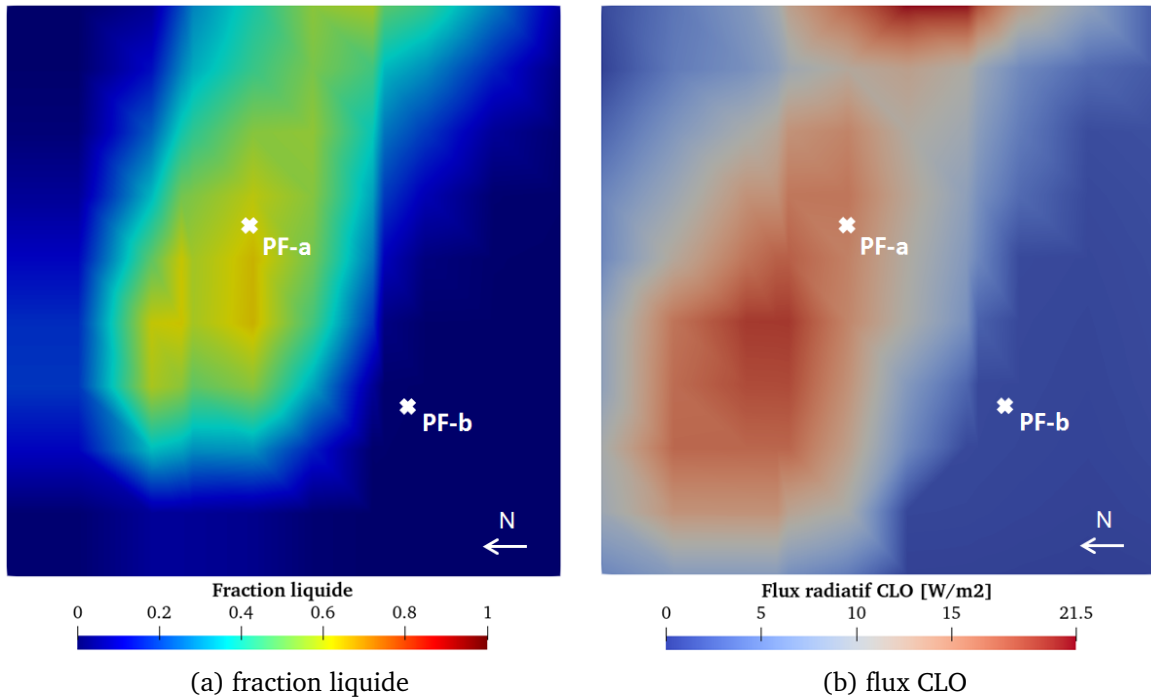 PF-a
PF-b
N
Fraction liquide
0 0.2 0.4 0.6 0.8 1
(a) fraction liquide
PF-a
PF-b
N
Flux radiatif CLO [W/m2]
0 5 10 15 21.5
(b) flux CLO